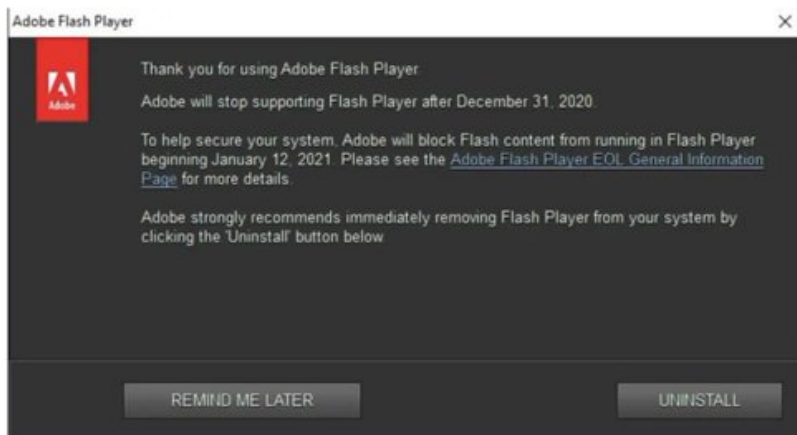 Adobe Flash Player
Adobe
Thank you for using Adobe Flash Player
Adobe will stop supporting Flash Player after December 31, 2020.
To help secure your system, Adobe will block Flash content from running in Flash Player
beginning January 12, 2021. Please see the Adobe Flash Player EOL General Information
Page for more details.
Adobe strongly recommends immediately removing Flash Player from your system by
clicking the 'Uninstall' button below
REMIND ME LATER
UNINSTALL